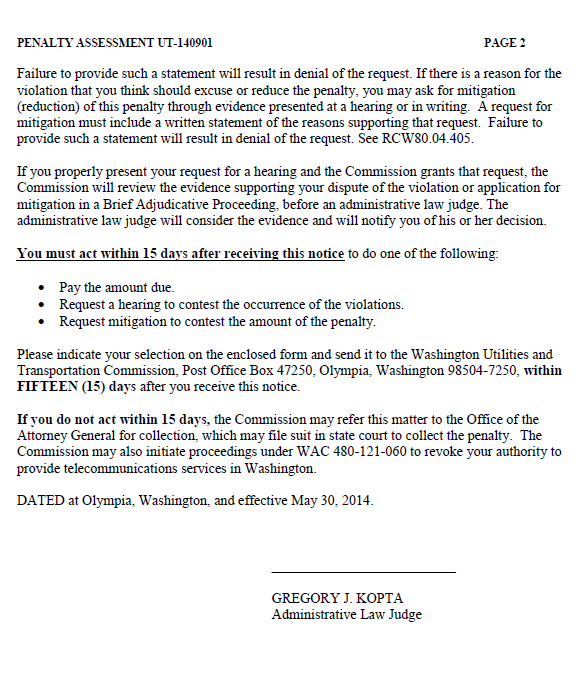 PENALTY ASSESSMENT UT-140901 PAGE 2
Failure to provide such a statement will result in denial of the request. If there is a reason for the
violation that you think should excuse or reduce the penalty, you may ask for mitigation
(reduction) of this penalty through evidence presented at a hearing or in writing. A request for
mitigation must include a written statement of the reasons supporting that request. Failure to
provide such a statement will result in denial of the request. See RCW80.04.405.
If you properly present your request for a hearing and the Commission grants that request, the
Commission will review the evidence supporting your dispute of the violation or application for
mitigation in a Brief Adjudicative Proceeding, before an administrative law judge. The
administrative law judge will consider the evidence and will notify you of his or her decision.
You must act within 15 days after receiving this notice to do one of the following:
• Pay the amount due.
• Request a hearing to contest the occurrence of the violations.
• Request mitigation to contest the amount of the penalty.
Please indicate your selection on the enclosed form and send it to the Washington Utilities and
Transportation Commission, Post Office Box 47250, Olympia, Washington 98504-7250, within
FIFTEEN (15) days after you receive this notice.
If you do not act within 15 days, the Commission may refer this matter to the Office of the
Attorney General for collection, which may file suit in state court to collect the penalty. The
Commission may also initiate proceedings under WAC 480-121-060 to revoke your authority to
provide telecommunications services in Washington.
DATED at Olympia, Washington, and effective May 30, 2014.
GREGORY J. KOPTA
Administrative Law Judge